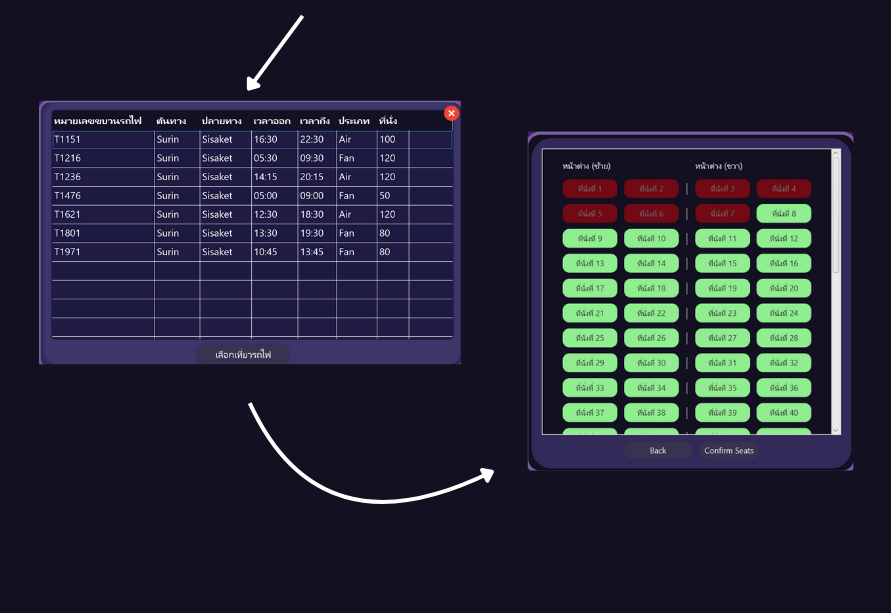 หมายเลขขบวนรถไฟ ต้นทาง ปลายทาง เวลาออก เวลาถึง ประเภท ที่นั่ง
T1151 Surin Sisaket 16:30 22:30 Air 100
T1216 Surin Sisaket 05:30 09:30 Fan 120
T1236 Surin Sisaket 14:15 20:15 Air 120
T1476 Surin Sisaket 05:00 09:00 Fan 50
T1621 Surin Sisaket 12:30 18:30 Air 120
T1801 Surin Sisaket 13:30 19:30 Fan 80
T1971 Surin Sisaket 10:45 13:45 Fan 80
เลือกเที่ยวรถไฟ
หน้าต่าง (ซ้าย) หน้าต่าง (ขวา)
ที่นั่งที่ 1 ที่นั่งที่ 2 | ที่นั่งที่ 3 ที่นั่งที่ 4
ที่นั่งที่ 5 ที่นั่งที่ 6 | ที่นั่งที่ 7 ที่นั่งที่ 8
ที่นั่งที่ 9 ที่นั่งที่ 10 | ที่นั่งที่ 11 ที่นั่งที่ 12
ที่นั่งที่ 13 ที่นั่งที่ 14 | ที่นั่งที่ 15 ที่นั่งที่ 16
ที่นั่งที่ 17 ที่นั่งที่ 18 | ที่นั่งที่ 19 ที่นั่งที่ 20
ที่นั่งที่ 21 ที่นั่งที่ 22 | ที่นั่งที่ 23 ที่นั่งที่ 24
ที่นั่งที่ 25 ที่นั่งที่ 26 | ที่นั่งที่ 27 ที่นั่งที่ 28
ที่นั่งที่ 29 ที่นั่งที่ 30 | ที่นั่งที่ 31 ที่นั่งที่ 32
ที่นั่งที่ 33 ที่นั่งที่ 34 | ที่นั่งที่ 35 ที่นั่งที่ 36
ที่นั่งที่ 37 ที่นั่งที่ 38 | ที่นั่งที่ 39 ที่นั่งที่ 40
Back Confirm Seats